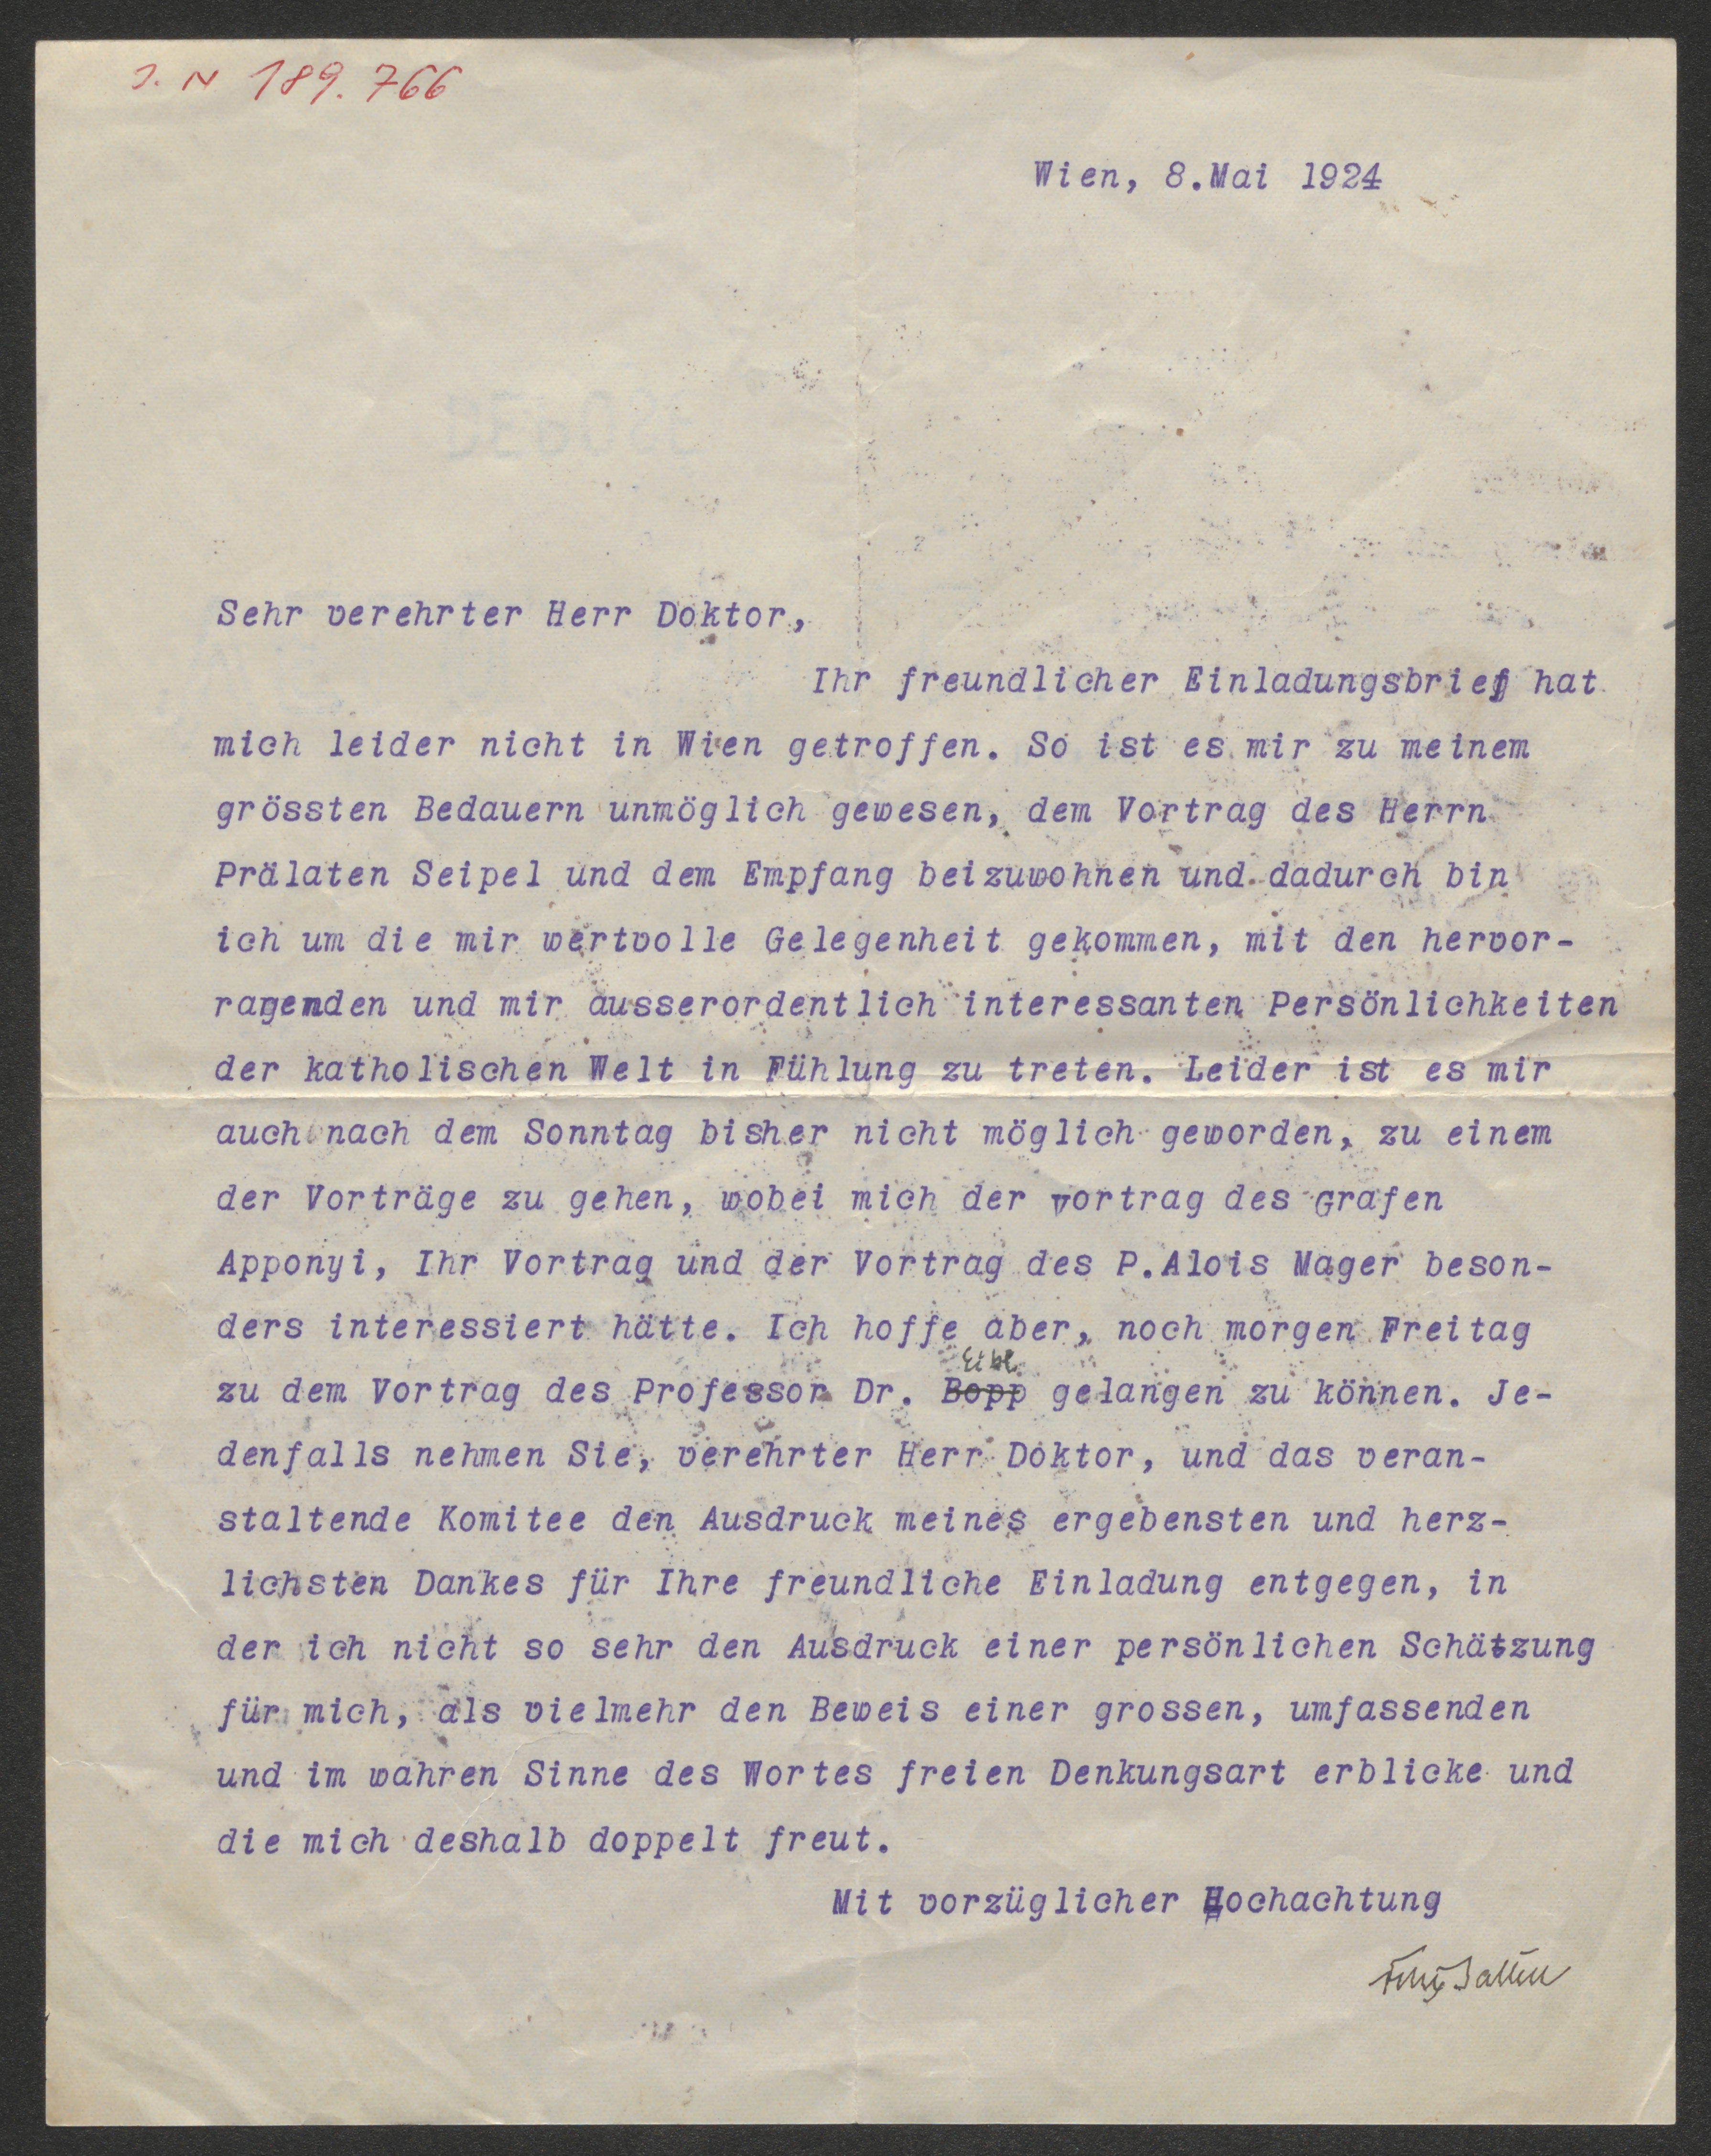 J. N 189.766
Wien, 8.Mai 1924
Sehr verehrter Herr Doktor,
Ihr freundlicher Einladungsbrief hat
mich leider nicht in Wien getroffen. So ist es mir zu meinem
grössten Bedauern unmöglich gewesen, dem Vortrag des Herrn
Prälaten Seipel und dem Empfang beizuwohnen und dadurch bin
ich um die mir wertvolle Gelegenheit gekommen, mit den hervor-
ragenden und mir ausserordentlich interessanten Persönlichkeiten
der katholischen Welt in Fühlung zu treten. Leider ist es mir
auch nach dem Sonntag bisher nicht möglich geworden, zu einem
der Vorträge zu gehen, wobei mich der Vortrag des Grafen
Apponyi, Ihr Vortrag und der Vortrag des P.Alois Mager beson-
ders interessiert hätte. Ich hoffe aber, noch morgen Freitag
Eibl
zu dem Vortrag des Professor Dr. Bopp gelangen zu können. Je-
denfalls nehmen Sie, verehrter Herr Doktor, und das veran-
staltende Komitee den Ausdruck meines ergebensten und herz-
lichsten Dankes für Ihre freundliche Einladung entgegen, in
der ich nicht so sehr den Ausdruck einer persönlichen Schätzung
für mich, als vielmehr den Beweis einer grossen, umfassenden
und im wahren Sinne des Wortes freien Denkungsart erblicke und
die mich deshalb doppelt freut.
Mit vorzüglicher Hochachtung
Felix Salten